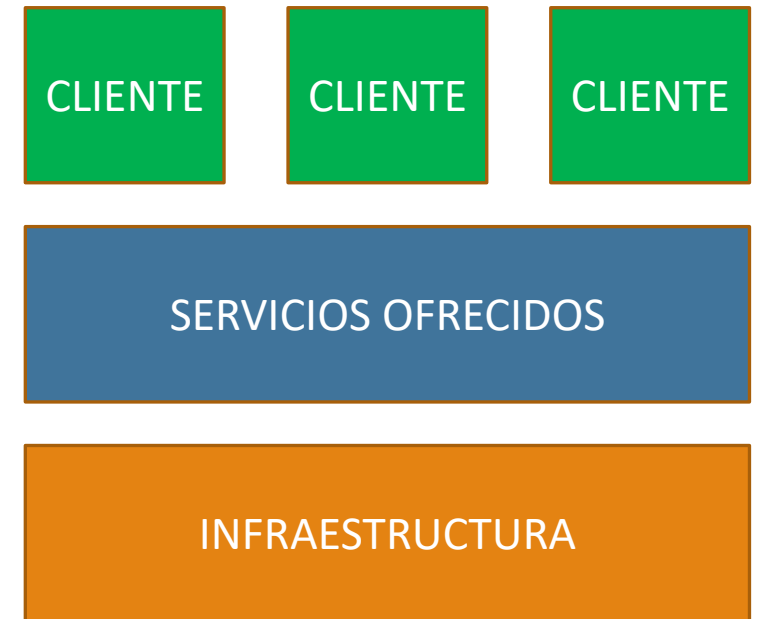 CLIENTE
CLIENTE
CLIENTE
SERVICIOS OFRECIDOS
INFRAESTRUCTURA